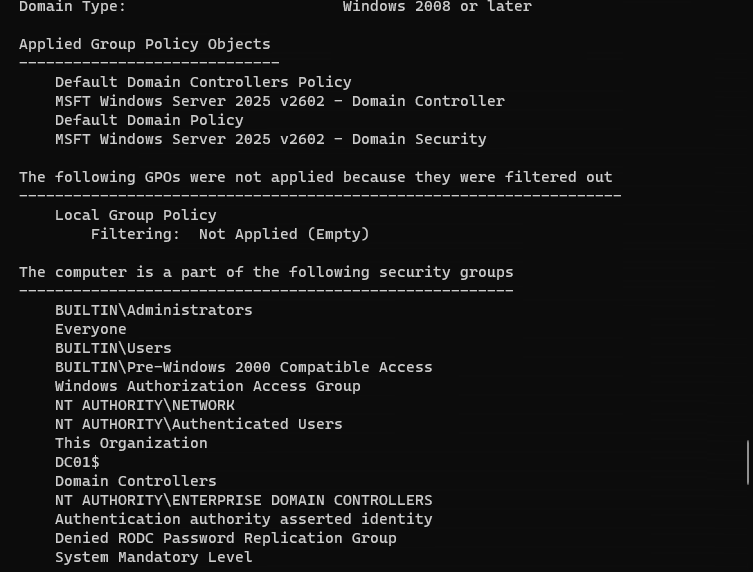 Domain Type:                        Windows 2008 or later
Applied Group Policy Objects
-----------------------------
Default Domain Controllers Policy
MSFT Windows Server 2025 v2602 - Domain Controller
Default Domain Policy
MSFT Windows Server 2025 v2602 - Domain Security
The following GPOs were not applied because they were filtered out
-------------------------------------------------------------------
Local Group Policy
Filtering:  Not Applied (Empty)
The computer is a part of the following security groups
-------------------------------------------------------
BUILTIN\Administrators
Everyone
BUILTIN\Users
BUILTIN\Pre-Windows 2000 Compatible Access
Windows Authorization Access Group
NT AUTHORITY\NETWORK
NT AUTHORITY\Authenticated Users
This Organization
DC01$
Domain Controllers
NT AUTHORITY\ENTERPRISE DOMAIN CONTROLLERS
Authentication authority asserted identity
Denied RODC Password Replication Group
System Mandatory Level